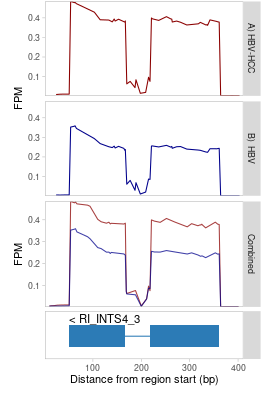 0.4
0.3
0.2
0.1
FPM
A) HBV-HCC
0.4
0.3
0.2
0.1
B) HBV
0.4
0.3
0.2
0.1
FPM
Combined
< RI_INTS4_3
100 200 300 400
Distance from region start (bp)